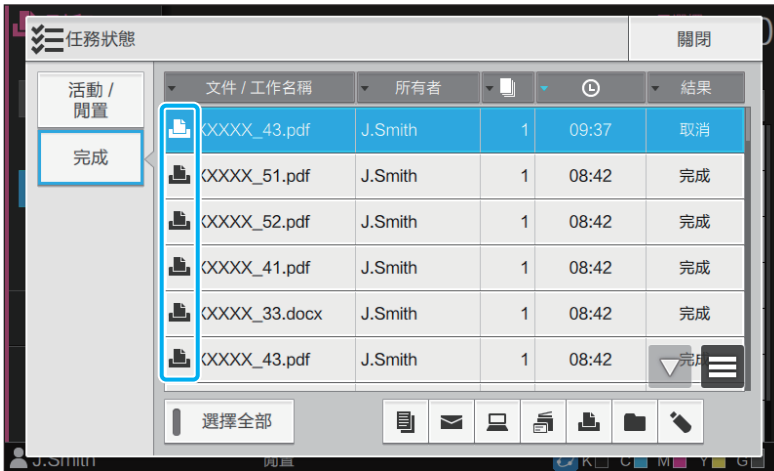 任務狀態
關閉
活動 /
閒置
完成
文件 / 工作名稱 所有者 結果
XXXXX_43.pdf J.Smith 1 09:37 取消
XXXXX_51.pdf J.Smith 1 08:42 完成
XXXXX_52.pdf J.Smith 1 08:42 完成
XXXXX_41.pdf J.Smith 1 08:42 完成
XXXXX_33.docx J.Smith 1 08:42 完成
XXXXX_43.pdf J.Smith 1 08:42 完成
選擇全部
J.Smith 閒置 K C M Y G